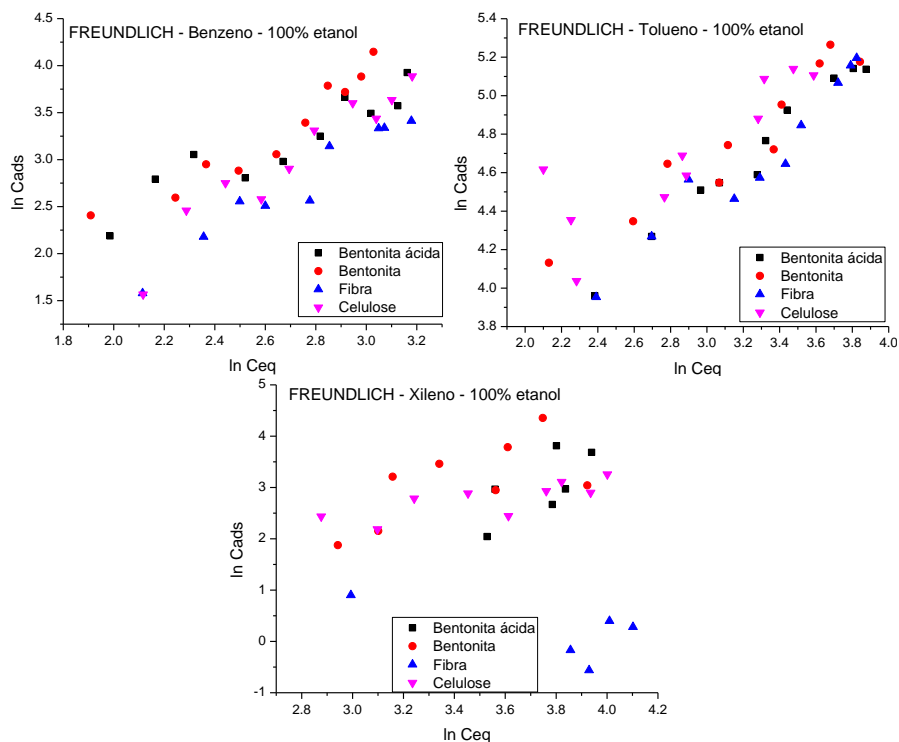 FREUNDLICH - Benzeno - 100% etanol
4.5
4.0
3.5
3.0
2.5
2.0
1.5
ln Cads
Bentonita ácida
Bentonita
Fibra
Celulose
1.8 2.0 2.2 2.4 2.6 2.8 3.0 3.2
ln Ceq
FREUNDLICH - Tolueno - 100% etanol
5.4
5.2
5.0
4.8
4.6
4.4
4.2
4.0
3.8
ln Cads
Bentonita ácida
Bentonita
Fibra
Celulose
2.0 2.2 2.4 2.6 2.8 3.0 3.2 3.4 3.6 3.8 4.0
ln Ceq
FREUNDLICH - Xileno - 100% etanol
5
4
3
2
1
0
-1
ln Cads
Bentonita ácida
Bentonita
Fibra
Celulose
2.8 3.0 3.2 3.4 3.6 3.8 4.0 4.2
ln Ceq